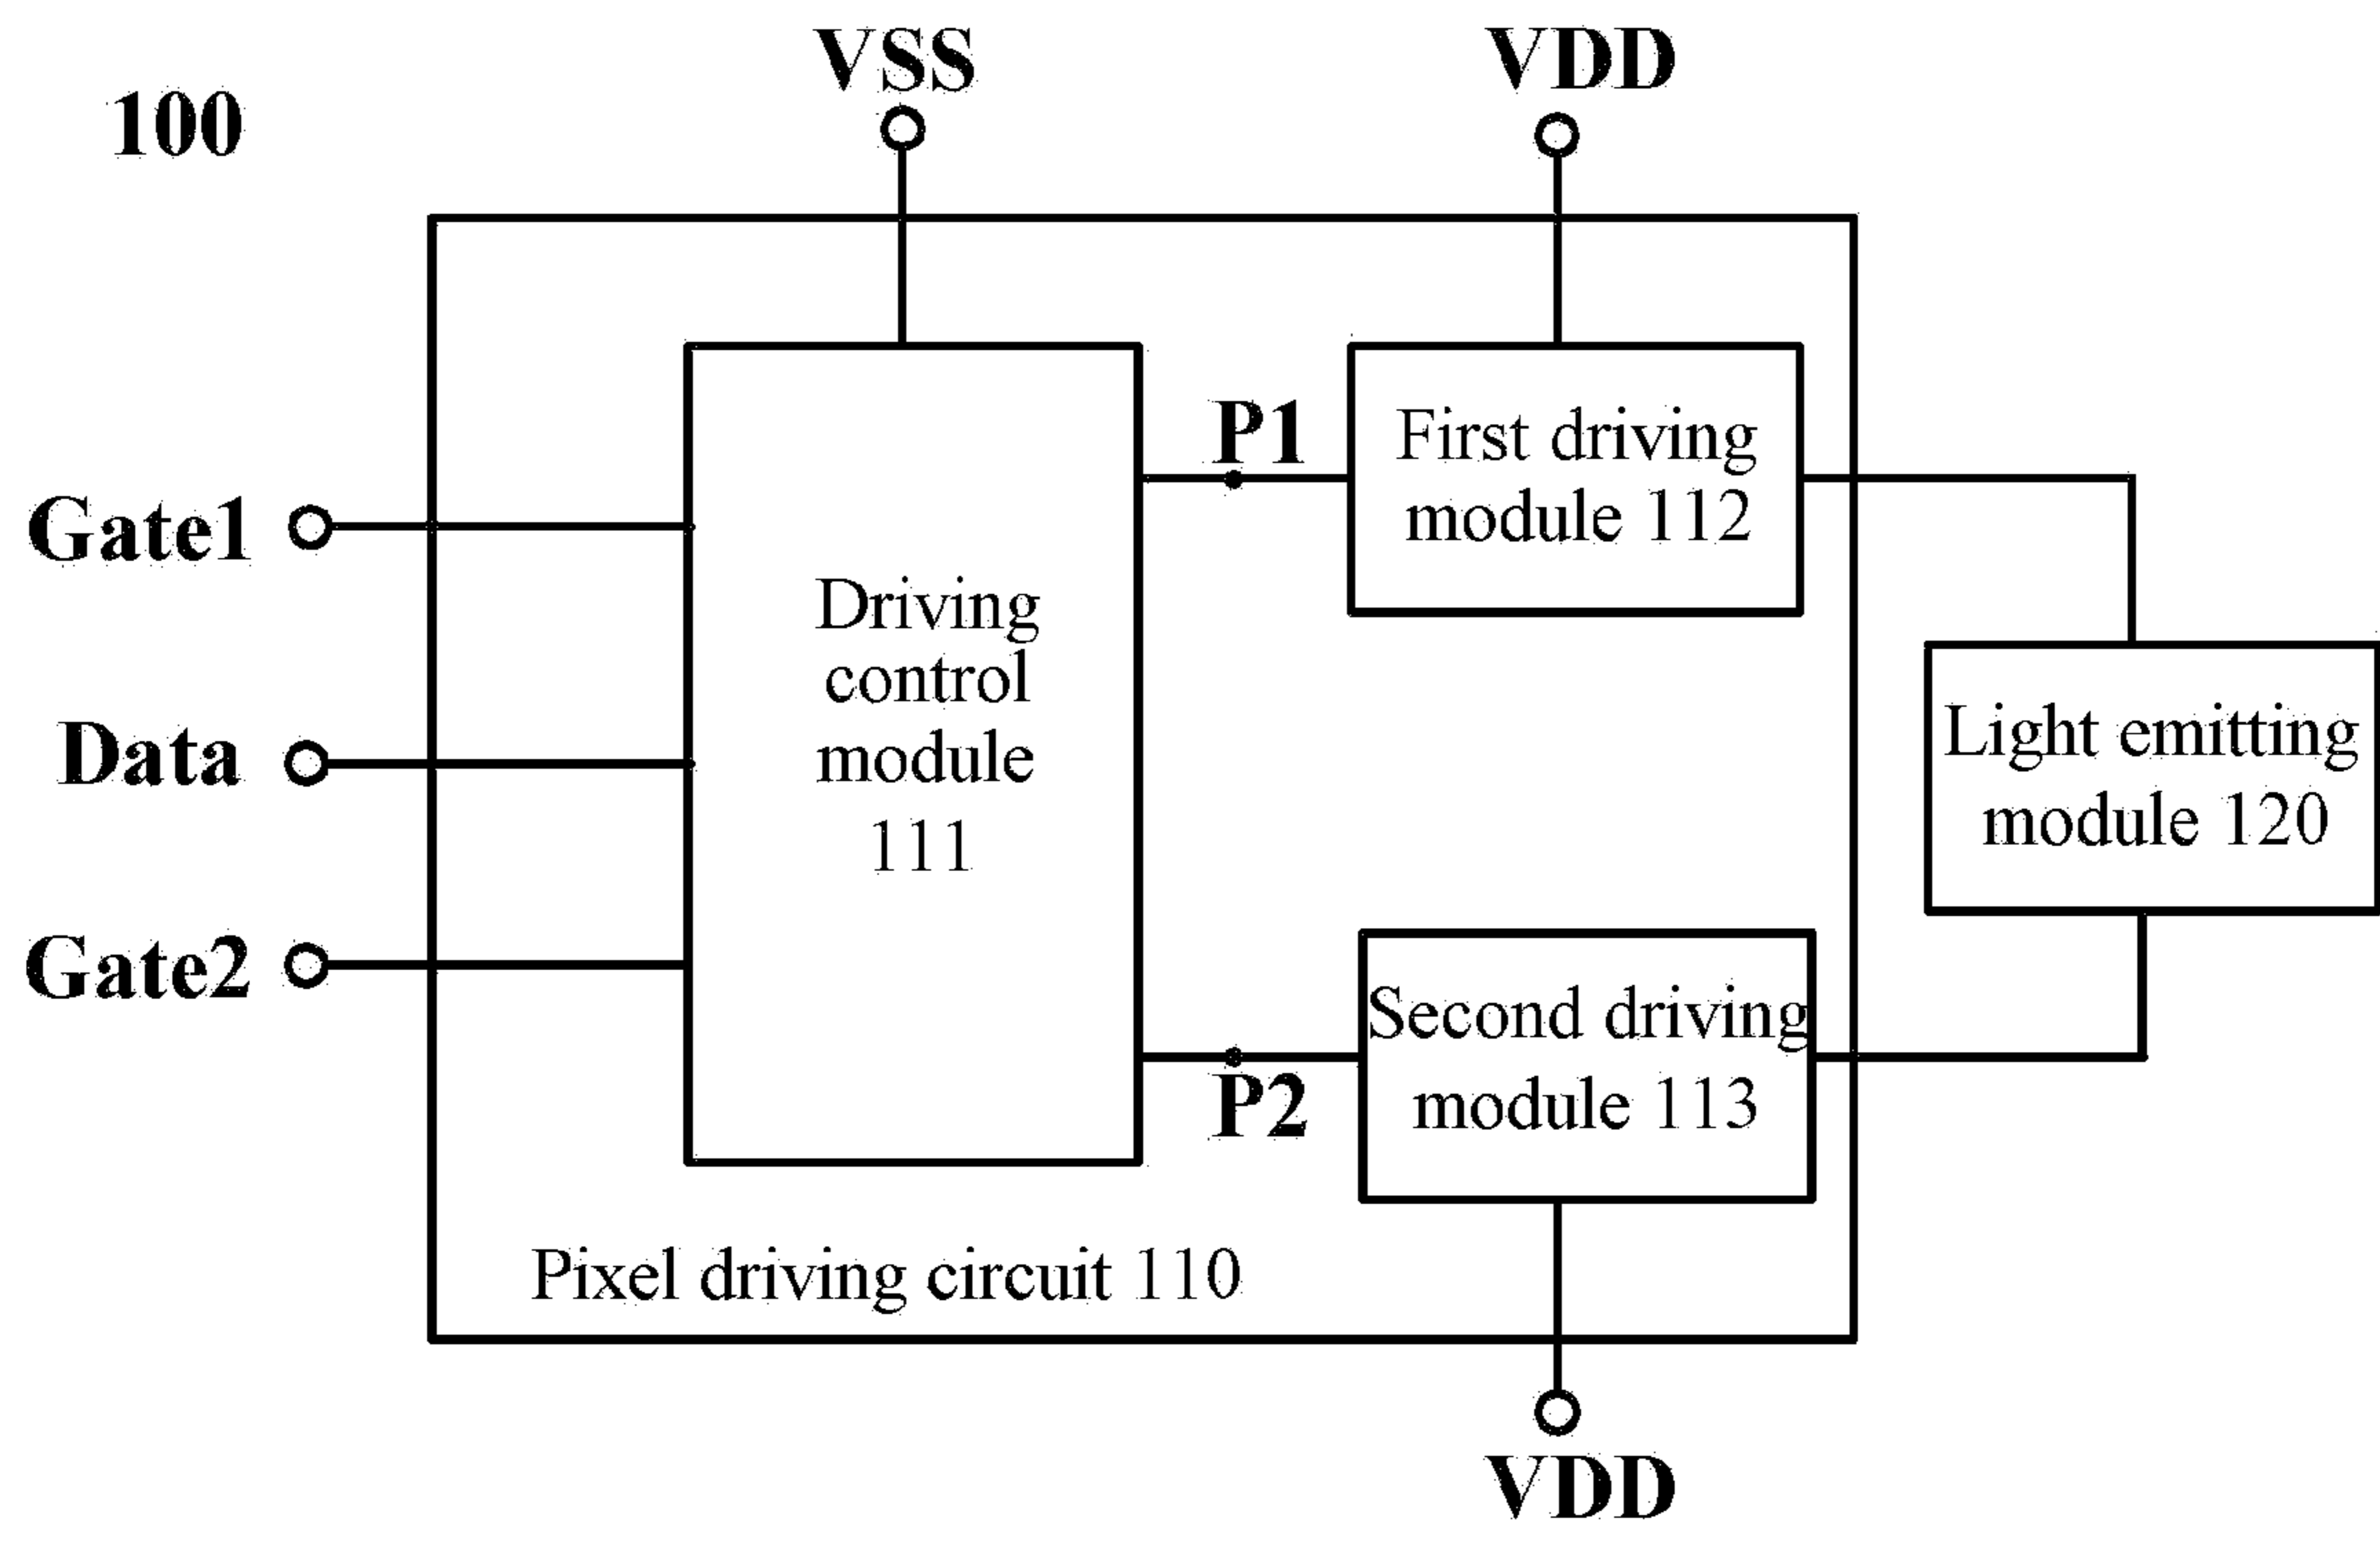 VSS
VDD
100
P1
First driving
module 112
Gate1
Driving
control
module
111
Data
Light emitting
module 120
Gate2
Second driving
module 113
P2
Pixel driving circuit 110
VDD